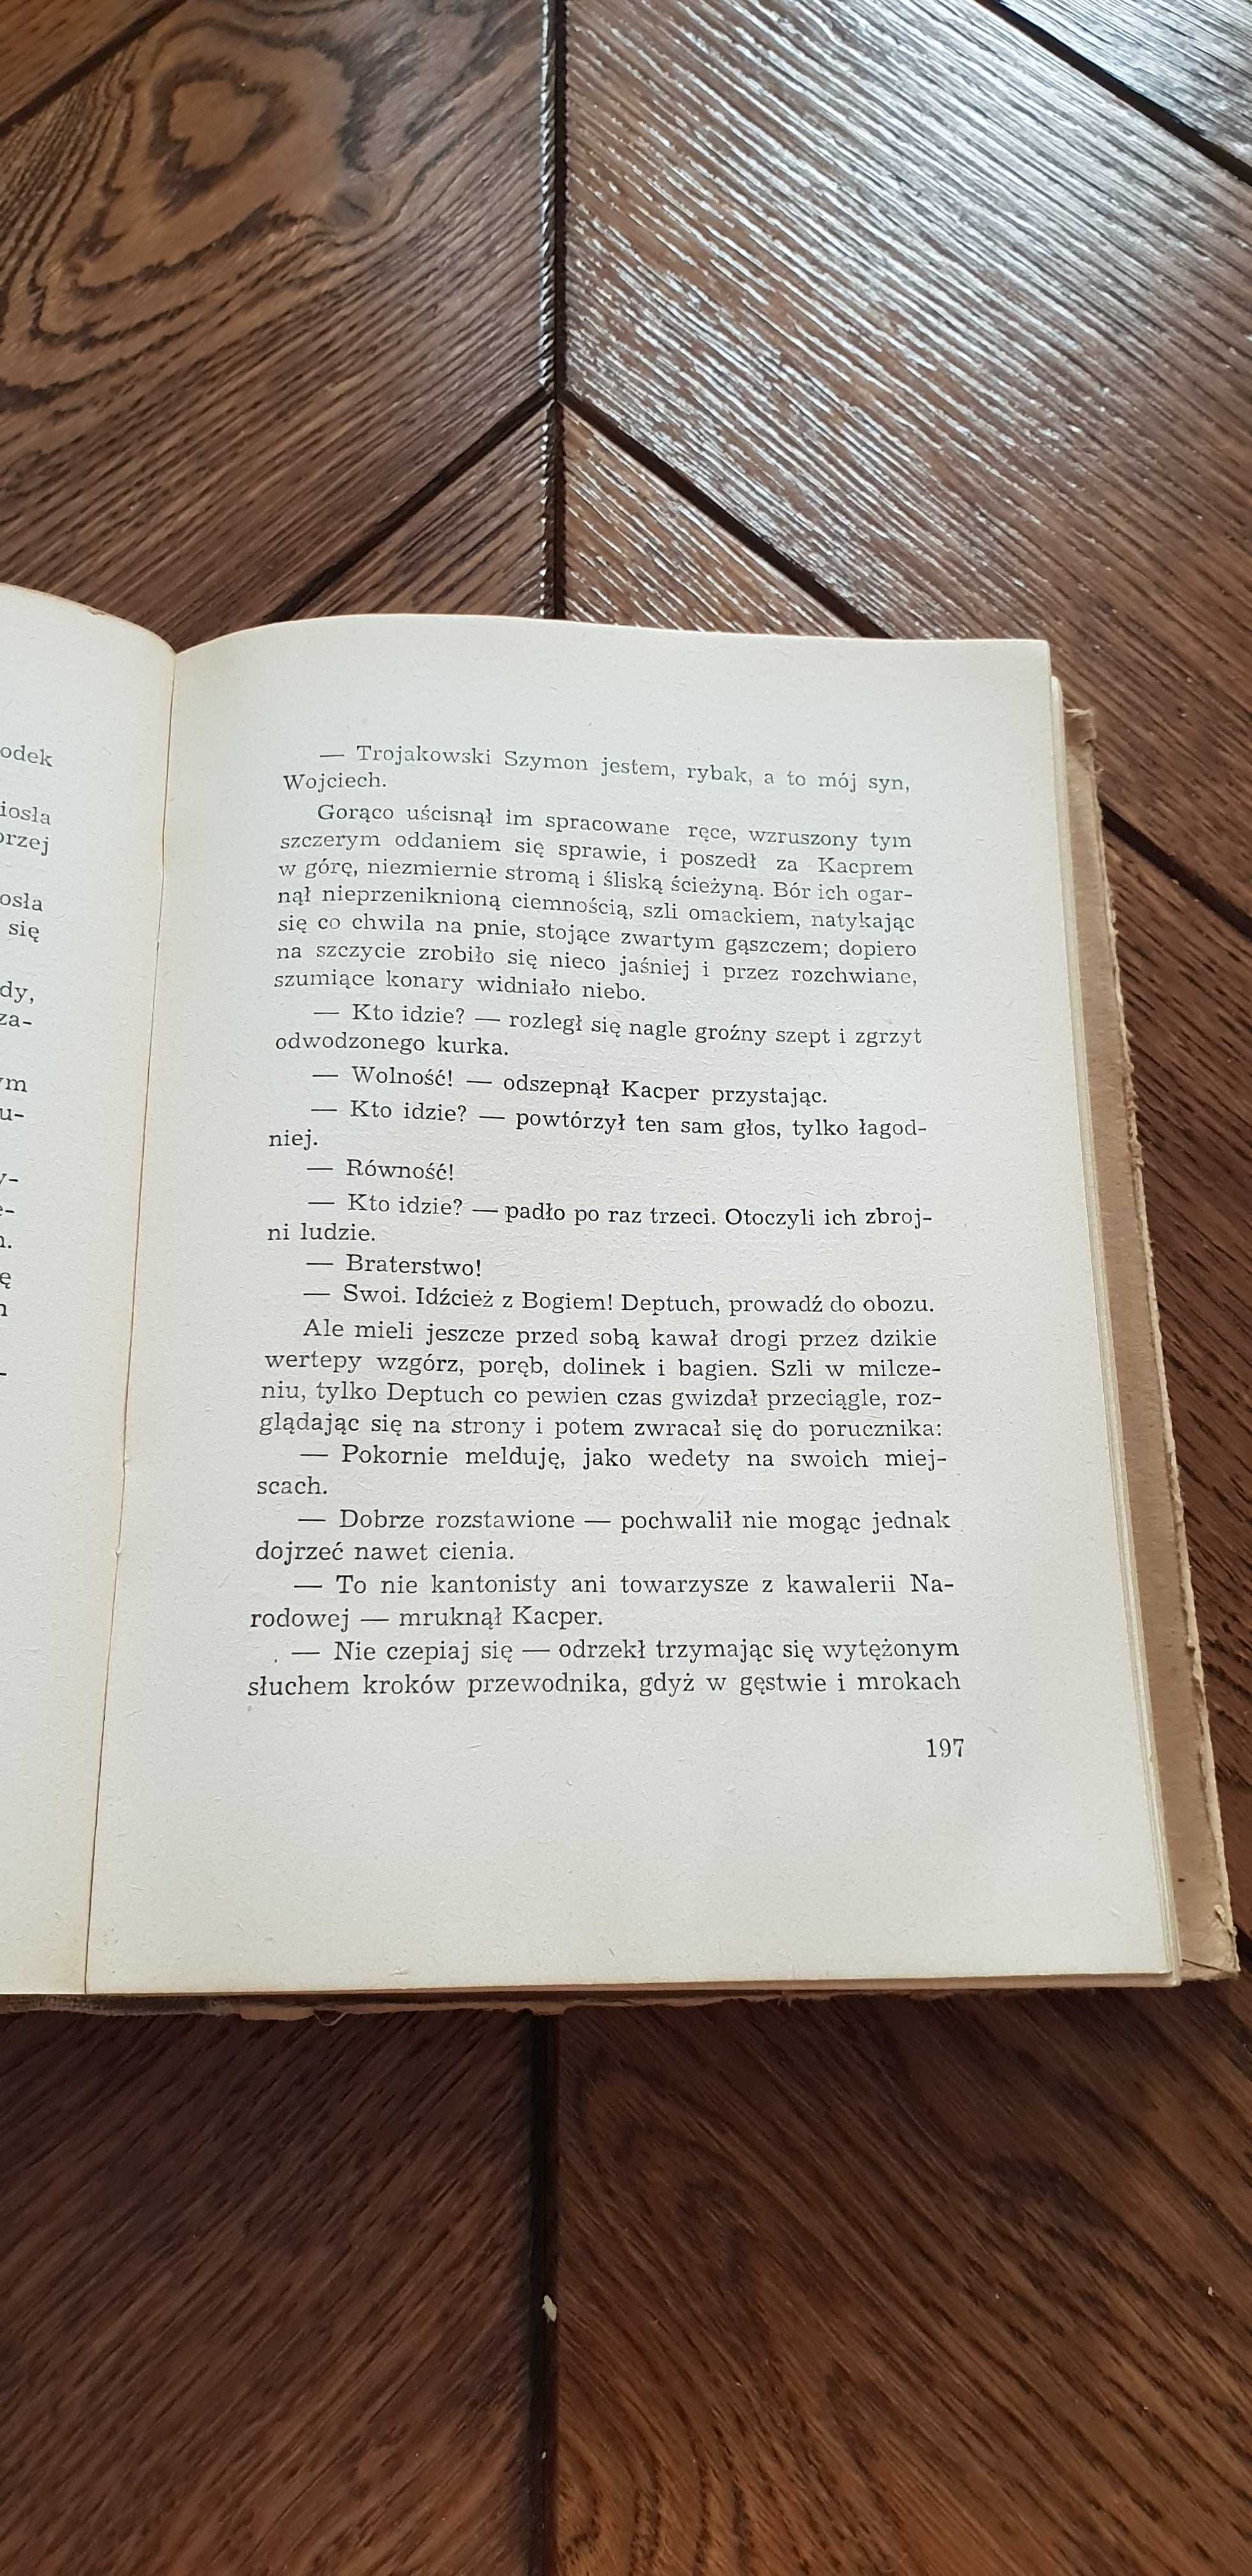 odek
iosła
orzej
osła
się
dy,
za-
ym
u-
y-
e-
ę
— Trojakowski Szymon jestem, rybak, a to mój syn,
Wojciech.
Gorąco uścisnął im spracowane ręce, wzruszony tym
szczerym oddaniem się sprawie, i poszedł za Kacprem
w górę, niezmiernie stromą i śliską ścieżyną. Bór ich ogar-
nął nieprzeniknioną ciemnością, szli omackiem, natykając
się co chwila na pnie, stojące zwartym gąszczem; dopiero
na szczycie zrobiło się nieco jaśniej i przez rozchwiane,
szumiące konary widniało niebo.
— Kto idzie? — rozległ się nagle groźny szept i zgrzyt
odwodzonego kurka.
— Wolność! — odszepnął Kacper przystając.
— Kto idzie? — powtórzył ten sam głos, tylko łagod-
niej.
— Równość!
— Kto idzie? — padło po raz trzeci. Otoczyli ich zbroj-
ni ludzie.
— Braterstwo!
— Swoi. Idźcież z Bogiem! Deptuch, prowadź do obozu.
Ale mieli jeszcze przed sobą kawał drogi przez dzikie
wertepy wzgórz, poręb, dolinek i bagien. Szli w milcze-
niu, tylko Deptuch co pewien czas gwizdał przeciągle, roz-
glądając się na strony i potem zwracał się do porucznika:
— Pokornie melduję, jako wedety na swoich miej-
scach.
— Dobrze rozstawione — pochwalił nie mogąc jednak
dojrzeć nawet cienia.
— To nie kantonisty ani towarzysze z kawalerii Na-
rodowej — mruknął Kacper.
— Nie czepiaj się — odrzekł trzymając się wytężonym
słuchem kroków przewodnika, gdyż w gęstwie i mrokach
197